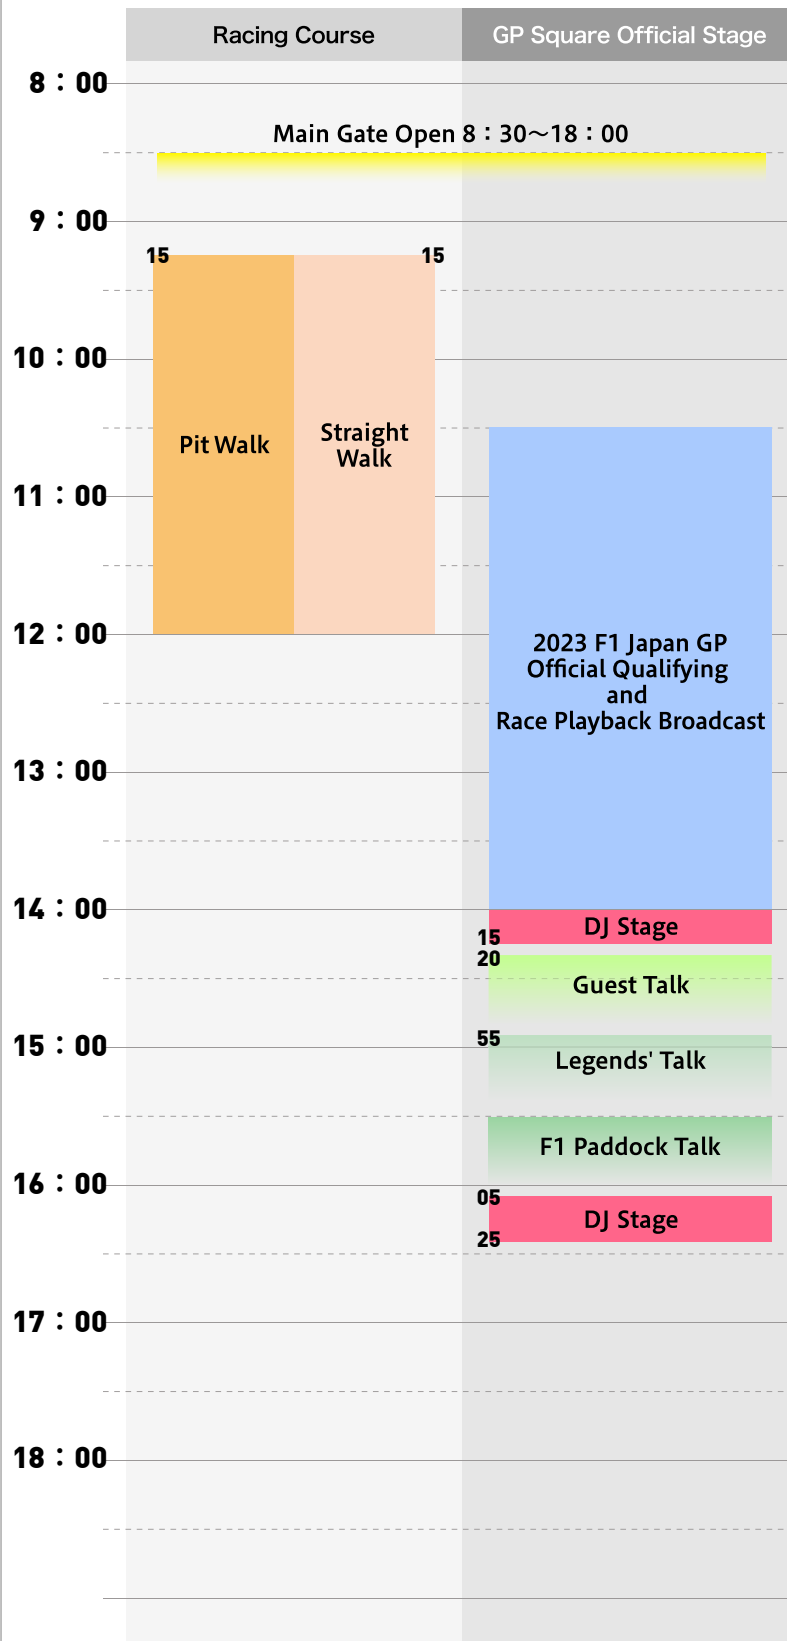 Racing Course
GP Square Official Stage
8：00
Main Gate Open 8：30～18：00
9：00
15
15
10：00
Pit Walk
Straight
Walk
11：00
12：00
2023 F1 Japan GP
Official Qualifying
and
Race Playback Broadcast
13：00
14：00
DJ Stage
15
20
Guest Talk
55
15：00
Legends' Talk
F1 Paddock Talk
16：00
05
DJ Stage
25
17：00
18：00